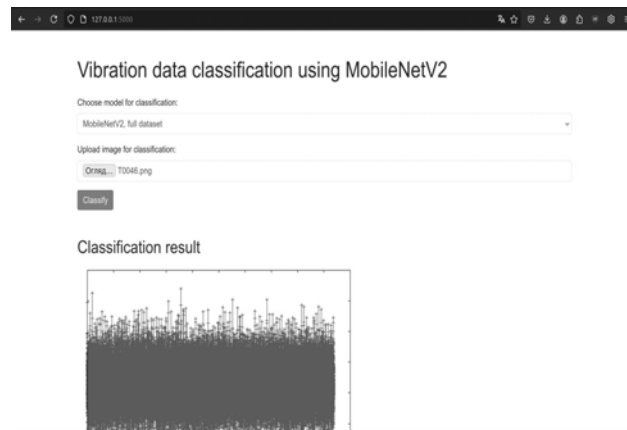 127.0.0.1:5000
Vibration data classification using MobileNetV2
Choose model for classification:
MobileNetV2, full dataset
Upload image for classification:
Огляд... T0046.png
Classify
Classification result